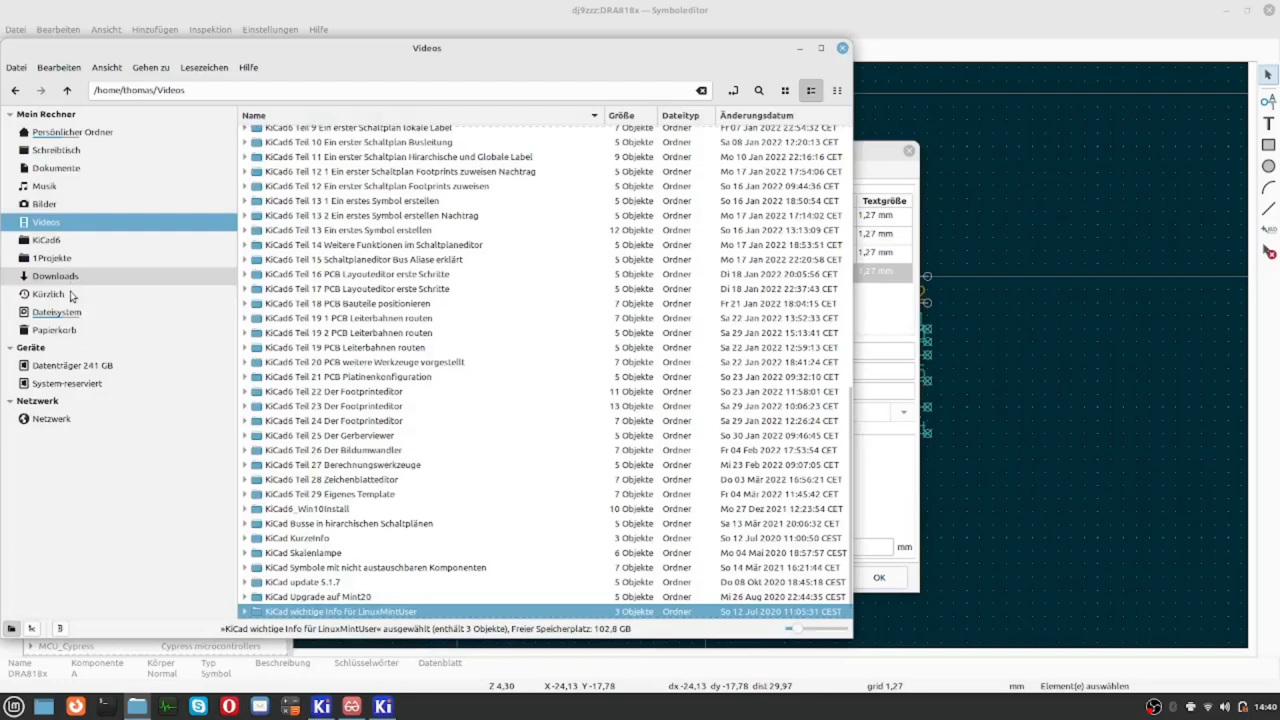 dj9zzz:DRA818x — Symboleditor
Datei Bearbeiten Ansicht Hinzufügen Inspektion Einstellungen Hilfe
Videos
Datei Bearbeiten Ansicht Gehen zu Lesezeichen Hilfe
/home/thomas/Videos
Mein Rechner
Persönlicher Ordner
Schreibtisch
Dokumente
Musik
Bilder
Videos
KiCad6
1Projekte
Downloads
Kürzlich
Dateisystem
Papierkorb
Geräte
Datenträger 241 GB
System-reserviert
Netzwerk
Netzwerk
Name Größe Dateityp Änderungsdatum
KiCad6 Teil 9 Ein erster Schaltplan lokale Label 7 Objekte Ordner Fr 07 Jan 2022 22:54:32 CET
KiCad6 Teil 10 Ein erster Schaltplan Busleitung 5 Objekte Ordner Sa 08 Jan 2022 12:20:13 CET
KiCad6 Teil 11 Ein erster Schaltplan Hirarchische und Globale Label 9 Objekte Ordner Mo 10 Jan 2022 22:16:16 CET
KiCad6 Teil 12 1 Ein erster Schaltplan Footprints zuweisen Nachtrag 5 Objekte Ordner Mo 17 Jan 2022 17:54:06 CET
KiCad6 Teil 12 Ein erster Schaltplan Footprints zuweisen 5 Objekte Ordner So 16 Jan 2022 09:44:36 CET
KiCad6 Teil 13 1 Ein erstes Symbol erstellen 5 Objekte Ordner So 16 Jan 2022 18:50:54 CET
KiCad6 Teil 13 2 Ein erstes Symbol erstellen Nachtrag 5 Objekte Ordner Mo 17 Jan 2022 17:14:02 CET
KiCad6 Teil 13 Ein erstes Symbol erstellen 12 Objekte Ordner So 16 Jan 2022 13:13:09 CET
KiCad6 Teil 14 Weitere Funktionen im Schaltplaneditor 5 Objekte Ordner Mo 17 Jan 2022 18:53:51 CET
KiCad6 Teil 15 Schaltplaneditor Bus Aliase erklärt 5 Objekte Ordner Mo 17 Jan 2022 22:20:58 CET
KiCad6 Teil 16 PCB Layouteditor erste Schritte 5 Objekte Ordner Di 18 Jan 2022 20:05:56 CET
KiCad6 Teil 17 PCB Layouteditor erste Schritte 5 Objekte Ordner Di 18 Jan 2022 22:37:43 CET
KiCad6 Teil 18 PCB Bauteile positionieren 7 Objekte Ordner Fr 21 Jan 2022 18:04:15 CET
KiCad6 Teil 19 1 PCB Leiterbahnen routen 7 Objekte Ordner Sa 22 Jan 2022 13:52:33 CET
KiCad6 Teil 19 2 PCB Leiterbahnen routen 7 Objekte Ordner Sa 29 Jan 2022 15:13:41 CET
KiCad6 Teil 19 PCB Leiterbahnen routen 5 Objekte Ordner Sa 22 Jan 2022 12:59:13 CET
KiCad6 Teil 20 PCB weitere Werkzeuge vorgestellt 7 Objekte Ordner Sa 22 Jan 2022 18:41:24 CET
KiCad6 Teil 21 PCB Platinenkonfiguration 5 Objekte Ordner So 23 Jan 2022 09:32:10 CET
KiCad6 Teil 22 Der Footprinteditor 11 Objekte Ordner So 23 Jan 2022 11:58:01 CET
KiCad6 Teil 23 Der Footprinteditor 13 Objekte Ordner Sa 29 Jan 2022 10:06:23 CET
KiCad6 Teil 24 Der Footprinteditor 7 Objekte Ordner Sa 29 Jan 2022 12:26:24 CET
KiCad6 Teil 25 Der Gerberviewer 5 Objekte Ordner So 30 Jan 2022 09:46:45 CET
KiCad6 Teil 26 Der Bildumwandler 7 Objekte Ordner Fr 04 Feb 2022 17:53:54 CET
KiCad6 Teil 27 Berechnungswerkzeuge 5 Objekte Ordner Mi 23 Feb 2022 09:07:05 CET
KiCad6 Teil 28 Zeichenblatteditor 7 Objekte Ordner Do 03 Mär 2022 16:56:21 CET
KiCad6 Teil 29 Eigenes Template 7 Objekte Ordner Fr 04 Mär 2022 11:45:42 CET
KiCad6_Win10Install 10 Objekte Ordner Mo 27 Dez 2021 12:23:54 CET
KiCad Busse in hirarchischen Schaltplänen 5 Objekte Ordner Sa 13 Mär 2021 20:06:32 CET
KiCad KurzeInfo 3 Objekte Ordner So 12 Jul 2020 11:00:50 CEST
KiCad Skalenlampe 6 Objekte Ordner Mo 04 Mai 2020 18:57:57 CEST
KiCad Symbole mit nicht austauschbaren Komponenten 7 Objekte Ordner So 14 Mär 2021 16:21:44 CET
KiCad update 5.1.7 5 Objekte Ordner Do 08 Okt 2020 18:45:18 CEST
KiCad Upgrade auf Mint20 5 Objekte Ordner Mi 26 Aug 2020 22:44:35 CEST
KiCad wichtige Info für LinuxMintUser 3 Objekte Ordner So 12 Jul 2020 11:05:31 CEST
»KiCad wichtige Info für LinuxMintUser« ausgewählt (enthält 3 Objekte), Freier Speicherplatz: 102,8 GB
Textgröße
1,27 mm
1,27 mm
1,27 mm
1,27 mm
mm
OK
T
MCU_Cypress Cypress microcontrollers
Name Komponente Körper Typ Beschreibung Schlüsselwörter Datenblatt
DRA818x A Normal Symbol
Z 4,30 X -24,13 Y -17,78 dx -24,13 dy -17,78 dist 29,97 grid 1,27 mm Element(e) auswählen
Ki Ki 14:40